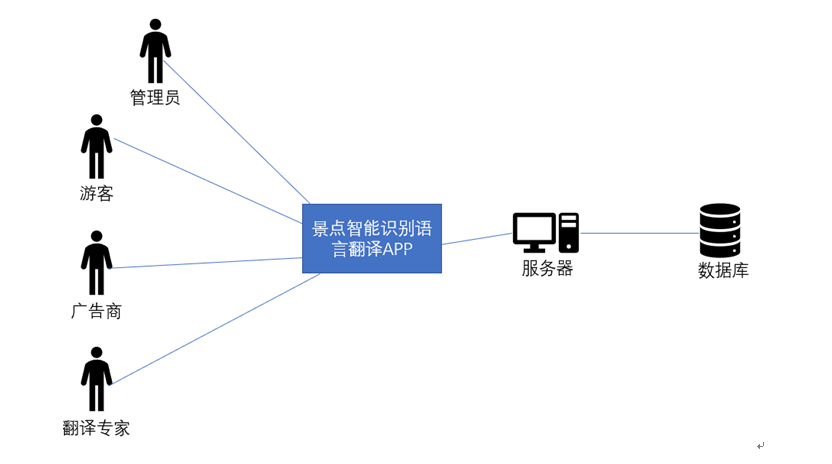 管理员
游客
景点智能识别语
言翻译APP
服务器
数据库
广告商
翻译专家